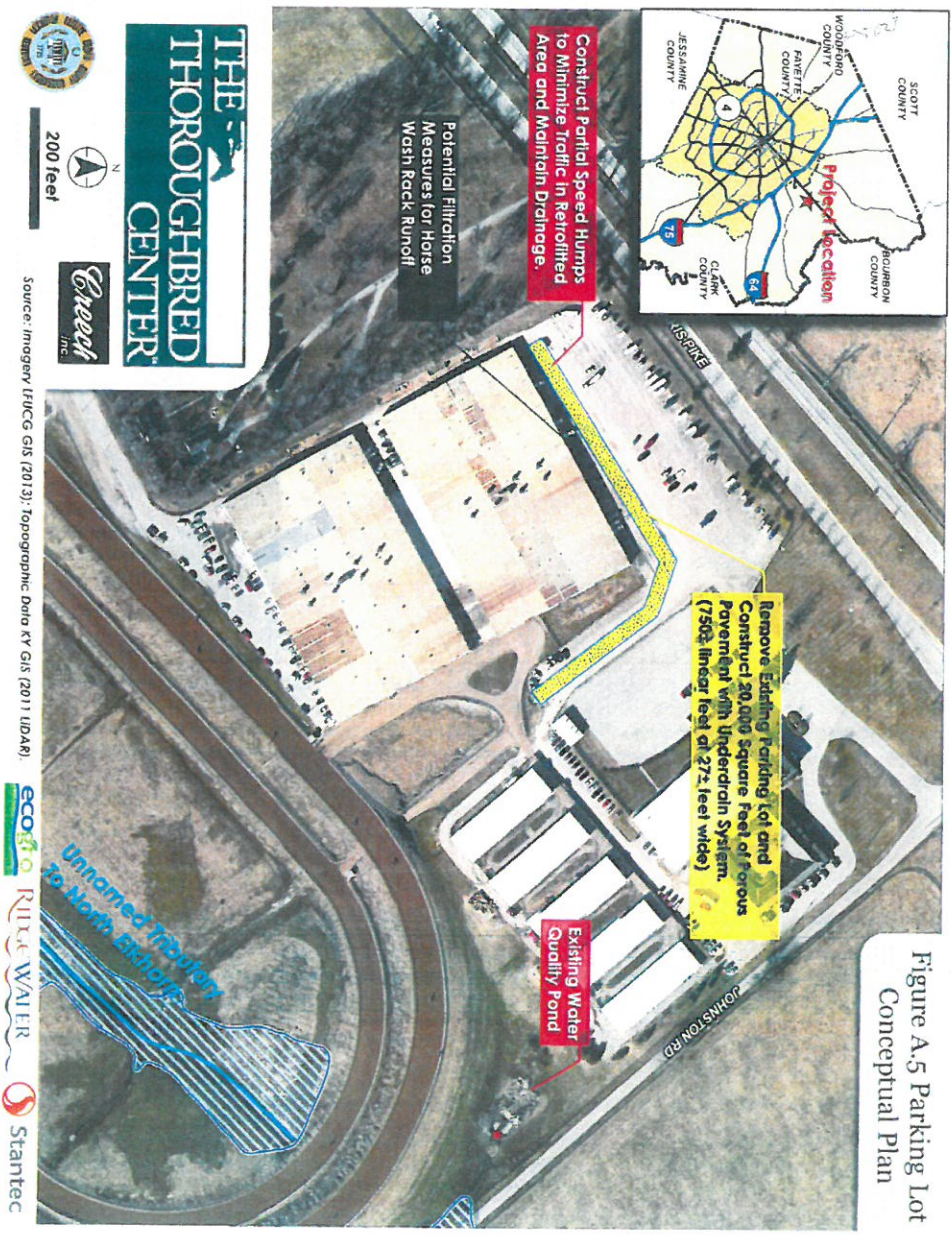 Figure A.5 Parking Lot
Conceptual Plan
WOODFORD
COUNTY
SCOTT
COUNTY
BOURBON
COUNTY
FAYETTE
COUNTY
JESSAMINE
COUNTY
CLARK
COUNTY
4
75
64
Project Location
Construct Partial Speed Humps
to Minimize Traffic in Retrofitted
Area and Maintain Drainage.
Potential Filtration
Measures for Horse
Wash Rack Runoff
Remove Existing Parking Lot and
Construct 20,000 Square Feet of Porous
Pavement with Underdrain System.
(750± linear feet at 27± feet wide)
Existing Water
Quality Pond
RIS PIKE
JOHNSTON RD
Unnamed Tributary
To North Elkhorn
THE
THOROUGHBRED
CENTER
Creech
inc.
N
200 feet
Source: Imagery LFUCG GIS (2013); Topographic Data KY GIS (2011 LiDAR).
ecogro
RIDGEWATER
Stantec